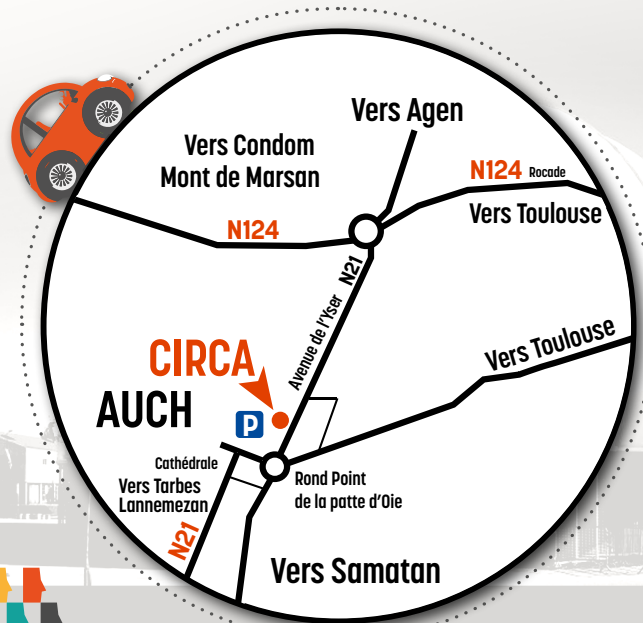 Vers Agen
Vers Condom
Mont de Marsan
N124 Rocade
Vers Toulouse
N124
N21
Avenue de l'Yser
Vers Toulouse
CIRCA
AUCH
P
Cathédrale
Vers Tarbes
Lannemezan
Rond Point
de la patte d'Oie
N21
Vers Samatan